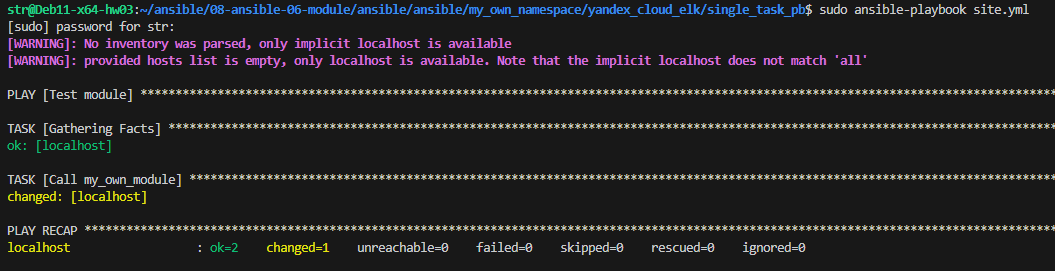 str@Deb11-x64-hw03:~/ansible/08-ansible-06-module/ansible/ansible/my_own_namespace/yandex_cloud_elk/single_task_pb$ sudo ansible-playbook site.yml
[sudo] password for str:
[WARNING]: No inventory was parsed, only implicit localhost is available
[WARNING]: provided hosts list is empty, only localhost is available. Note that the implicit localhost does not match 'all'
PLAY [Test module] ***********************************************************************************************************************************
TASK [Gathering Facts] *******************************************************************************************************************************
ok: [localhost]
TASK [Call my_own_module] ****************************************************************************************************************************
changed: [localhost]
PLAY RECAP *******************************************************************************************************************************************
localhost                  : ok=2    changed=1    unreachable=0    failed=0    skipped=0    rescued=0    ignored=0